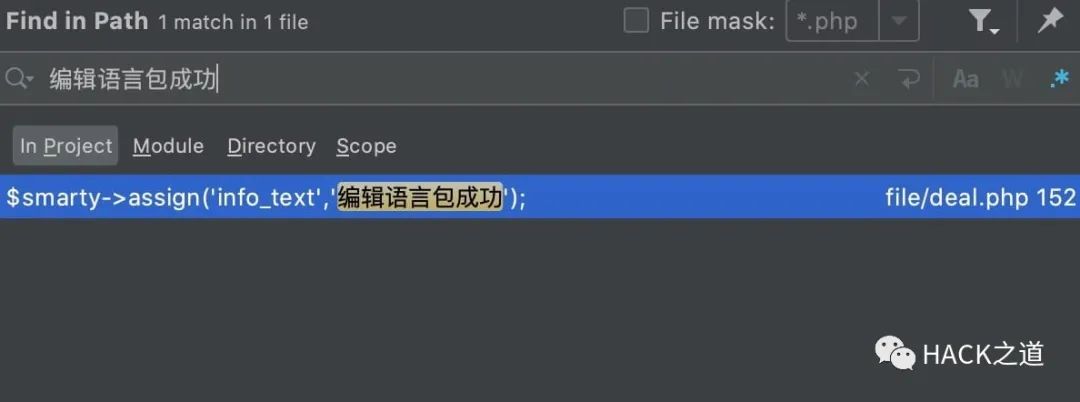 Find in Path 1 match in 1 file File mask: *.php
编辑语言包成功 Aa W .*
In Project Module Directory Scope
$smarty->assign('info_text','编辑语言包成功'); file/deal.php 152
HACK之道